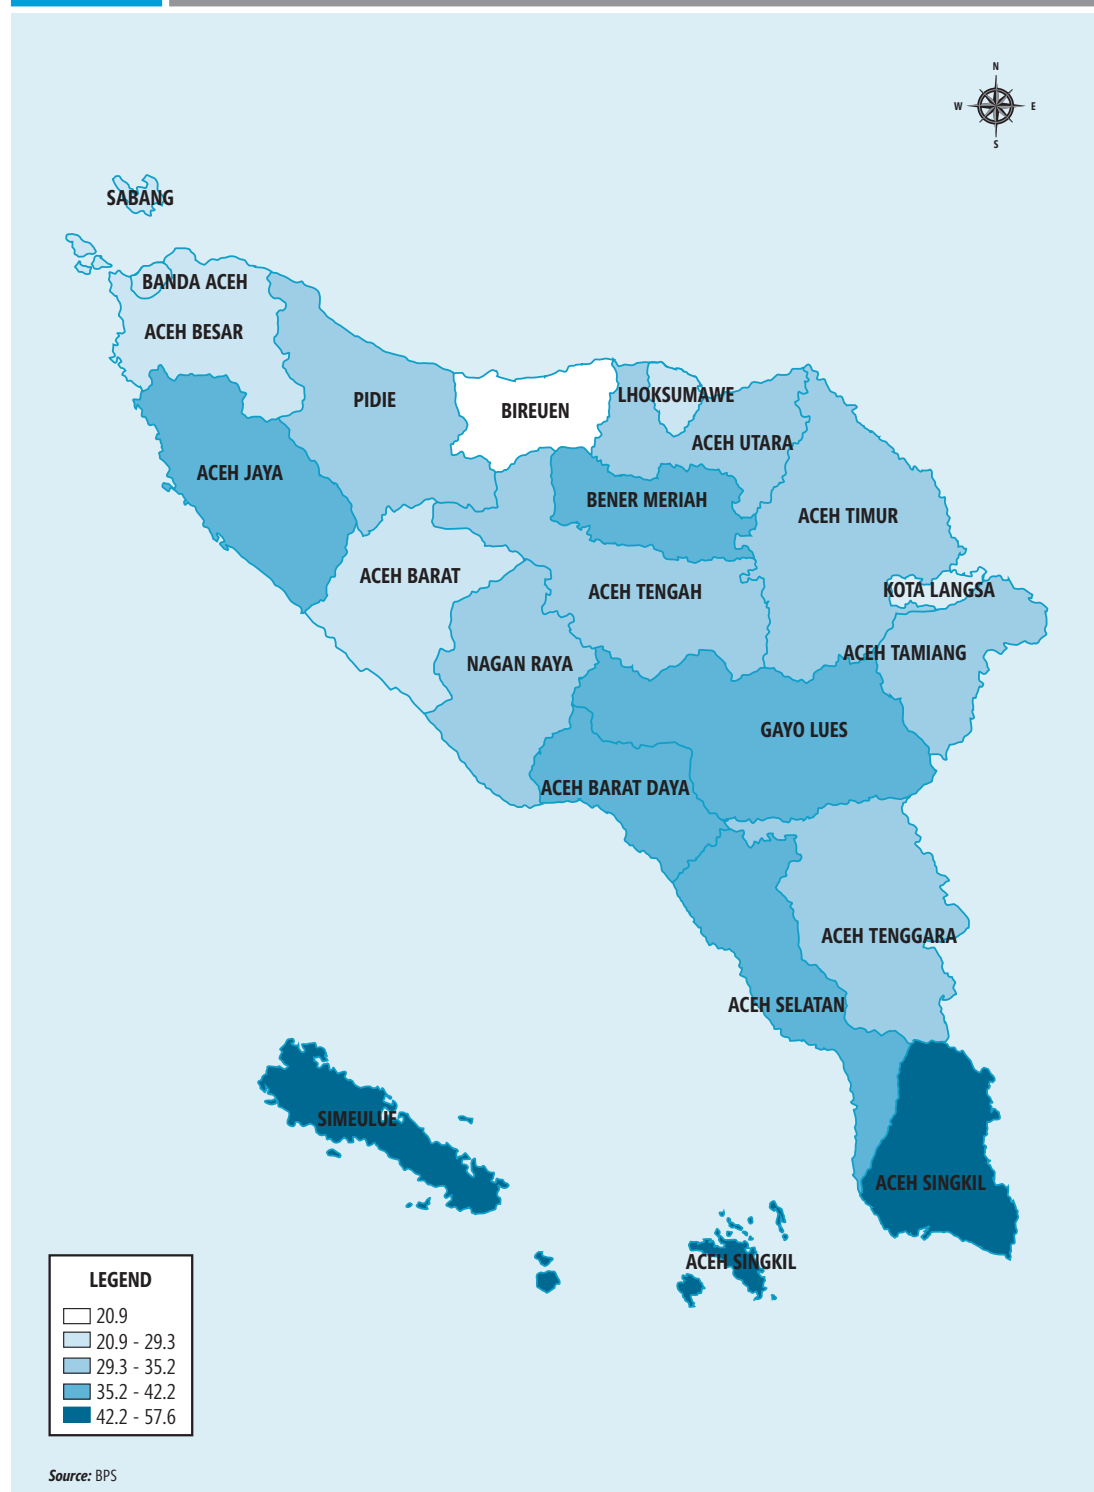 N
W E
S
SABANG
BANDA ACEH
ACEH BESAR
PIDIE
BIREUEN
LHOKSUMAWE
ACEH UTARA
ACEH JAYA
BENER MERIAH
ACEH TIMUR
ACEH BARAT
ACEH TENGAH
KOTA LANGSA
NAGAN RAYA
ACEH TAMIANG
GAYO LUES
ACEH BARAT DAYA
ACEH TENGGARA
ACEH SELATAN
SIMEULUE
ACEH SINGKIL
ACEH SINGKIL
LEGEND
20.9
20.9 - 29.3
29.3 - 35.2
35.2 - 42.2
42.2 - 57.6
Source: BPS